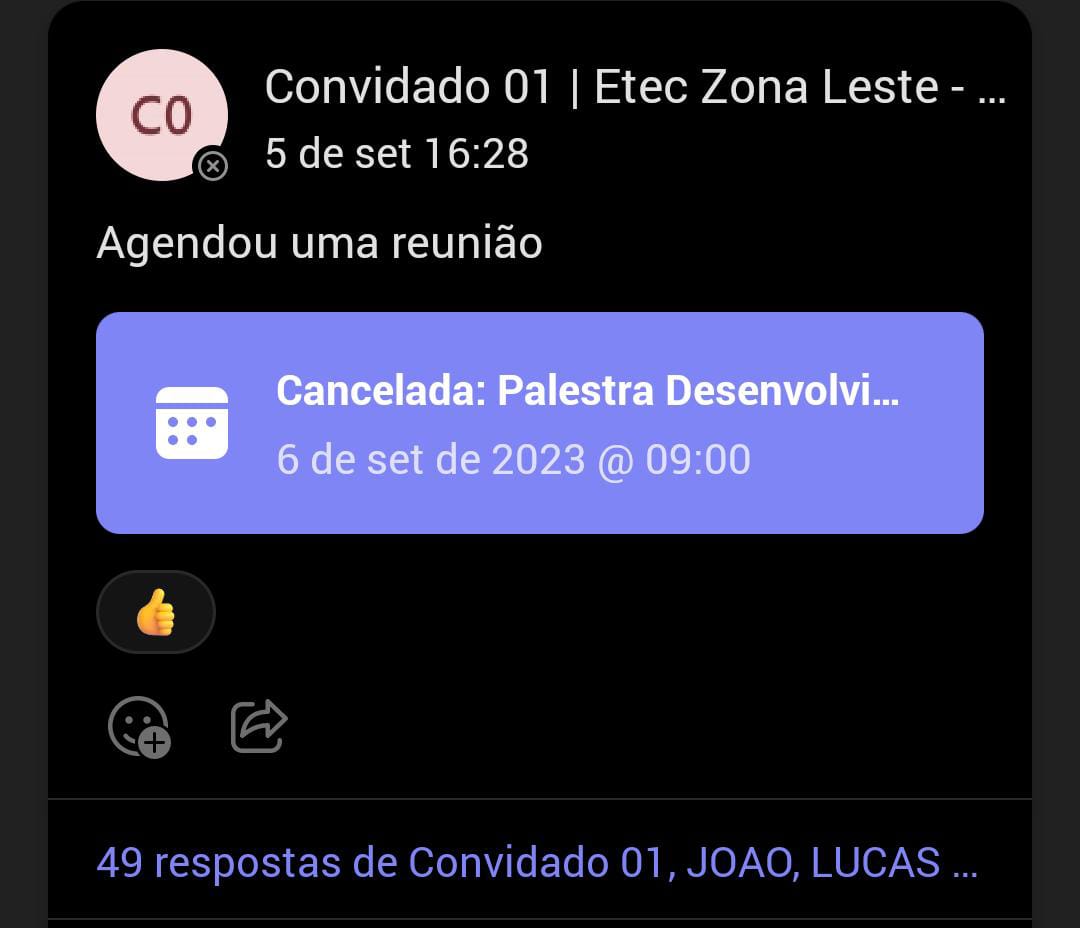 C0
Convidado 01 | Etec Zona Leste - ...
5 de set 16:28
Agendou uma reunião
Cancelada: Palestra Desenvolvi...
6 de set de 2023 @ 09:00
49 respostas de Convidado 01, JOAO, LUCAS ...